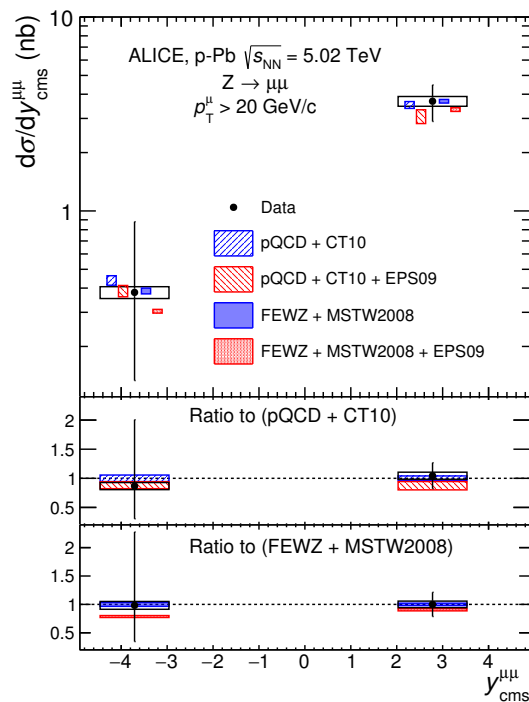 dσ/dy^μμ_cms (nb)
10
ALICE, p-Pb √s_NN = 5.02 TeV
Z → μμ
p_T^μ > 20 GeV/c
1
Data
pQCD + CT10
pQCD + CT10 + EPS09
FEWZ + MSTW2008
FEWZ + MSTW2008 + EPS09
Ratio to (pQCD + CT10)
2
1.5
1
0.5
Ratio to (FEWZ + MSTW2008)
2
1.5
1
0.5
−4 −3 −2 −1 0 1 2 3 4
y^μμ_cms